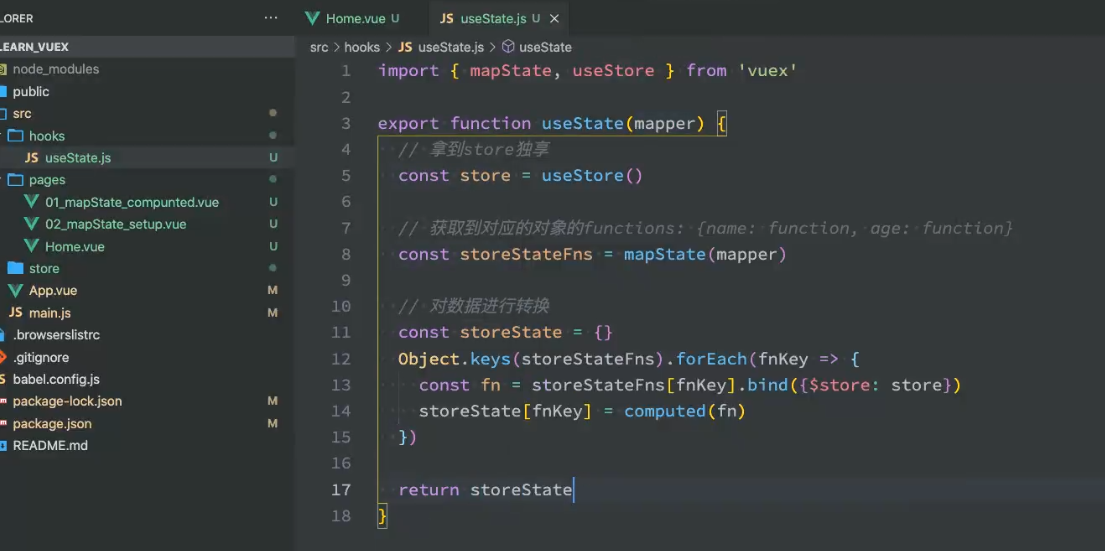 LORER
···
Home.vue U
JS useState.js U ×
LEARN_VUEX
src > hooks > JS useState.js > useState
node_modules
public
src
hooks
JS useState.js U
pages
01_mapState_compunted.vue U
02_mapState_setup.vue U
Home.vue U
store
App.vue M
JS main.js M
.browserslistrc
.gitignore
babel.config.js
package-lock.json M
package.json M
README.md
1 import { mapState, useStore } from 'vuex'
2
3 export function useState(mapper) {
4 // 拿到store独享
5 const store = useStore()
6
7 // 获取到对应的对象的functions: {name: function, age: function}
8 const storeStateFns = mapState(mapper)
9
10 // 对数据进行转换
11 const storeState = {}
12 Object.keys(storeStateFns).forEach(fnKey => {
13 const fn = storeStateFns[fnKey].bind({$store: store})
14 storeState[fnKey] = computed(fn)
15 })
16
17 return storeState
18 }